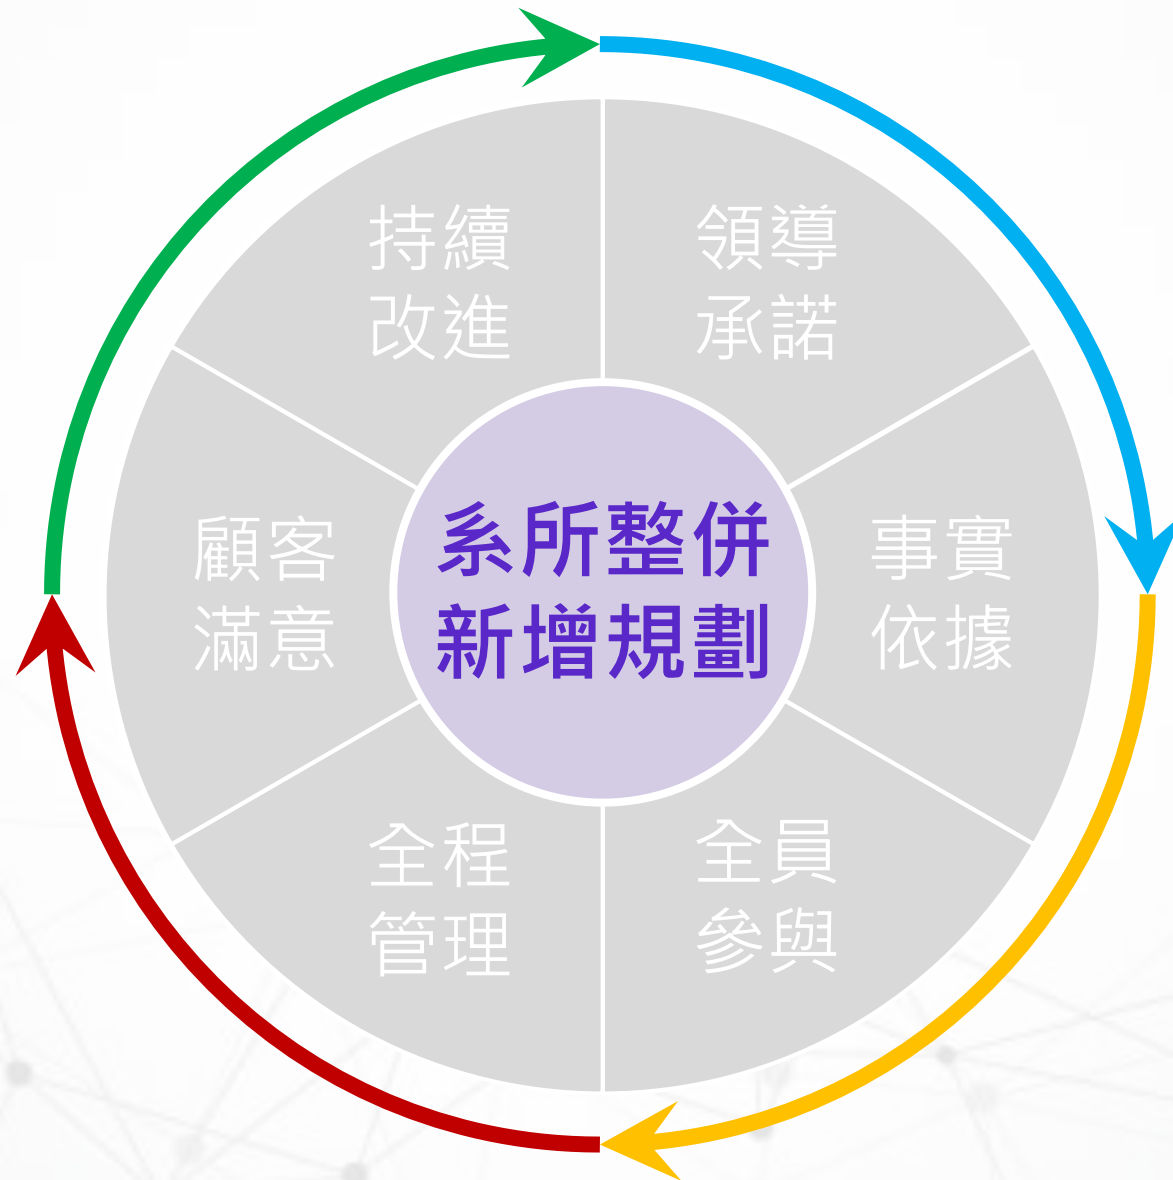 持續
改進
領導
承諾
顧客
滿意
系所整併
新增規劃
事實
依據
全程
管理
全員
參與